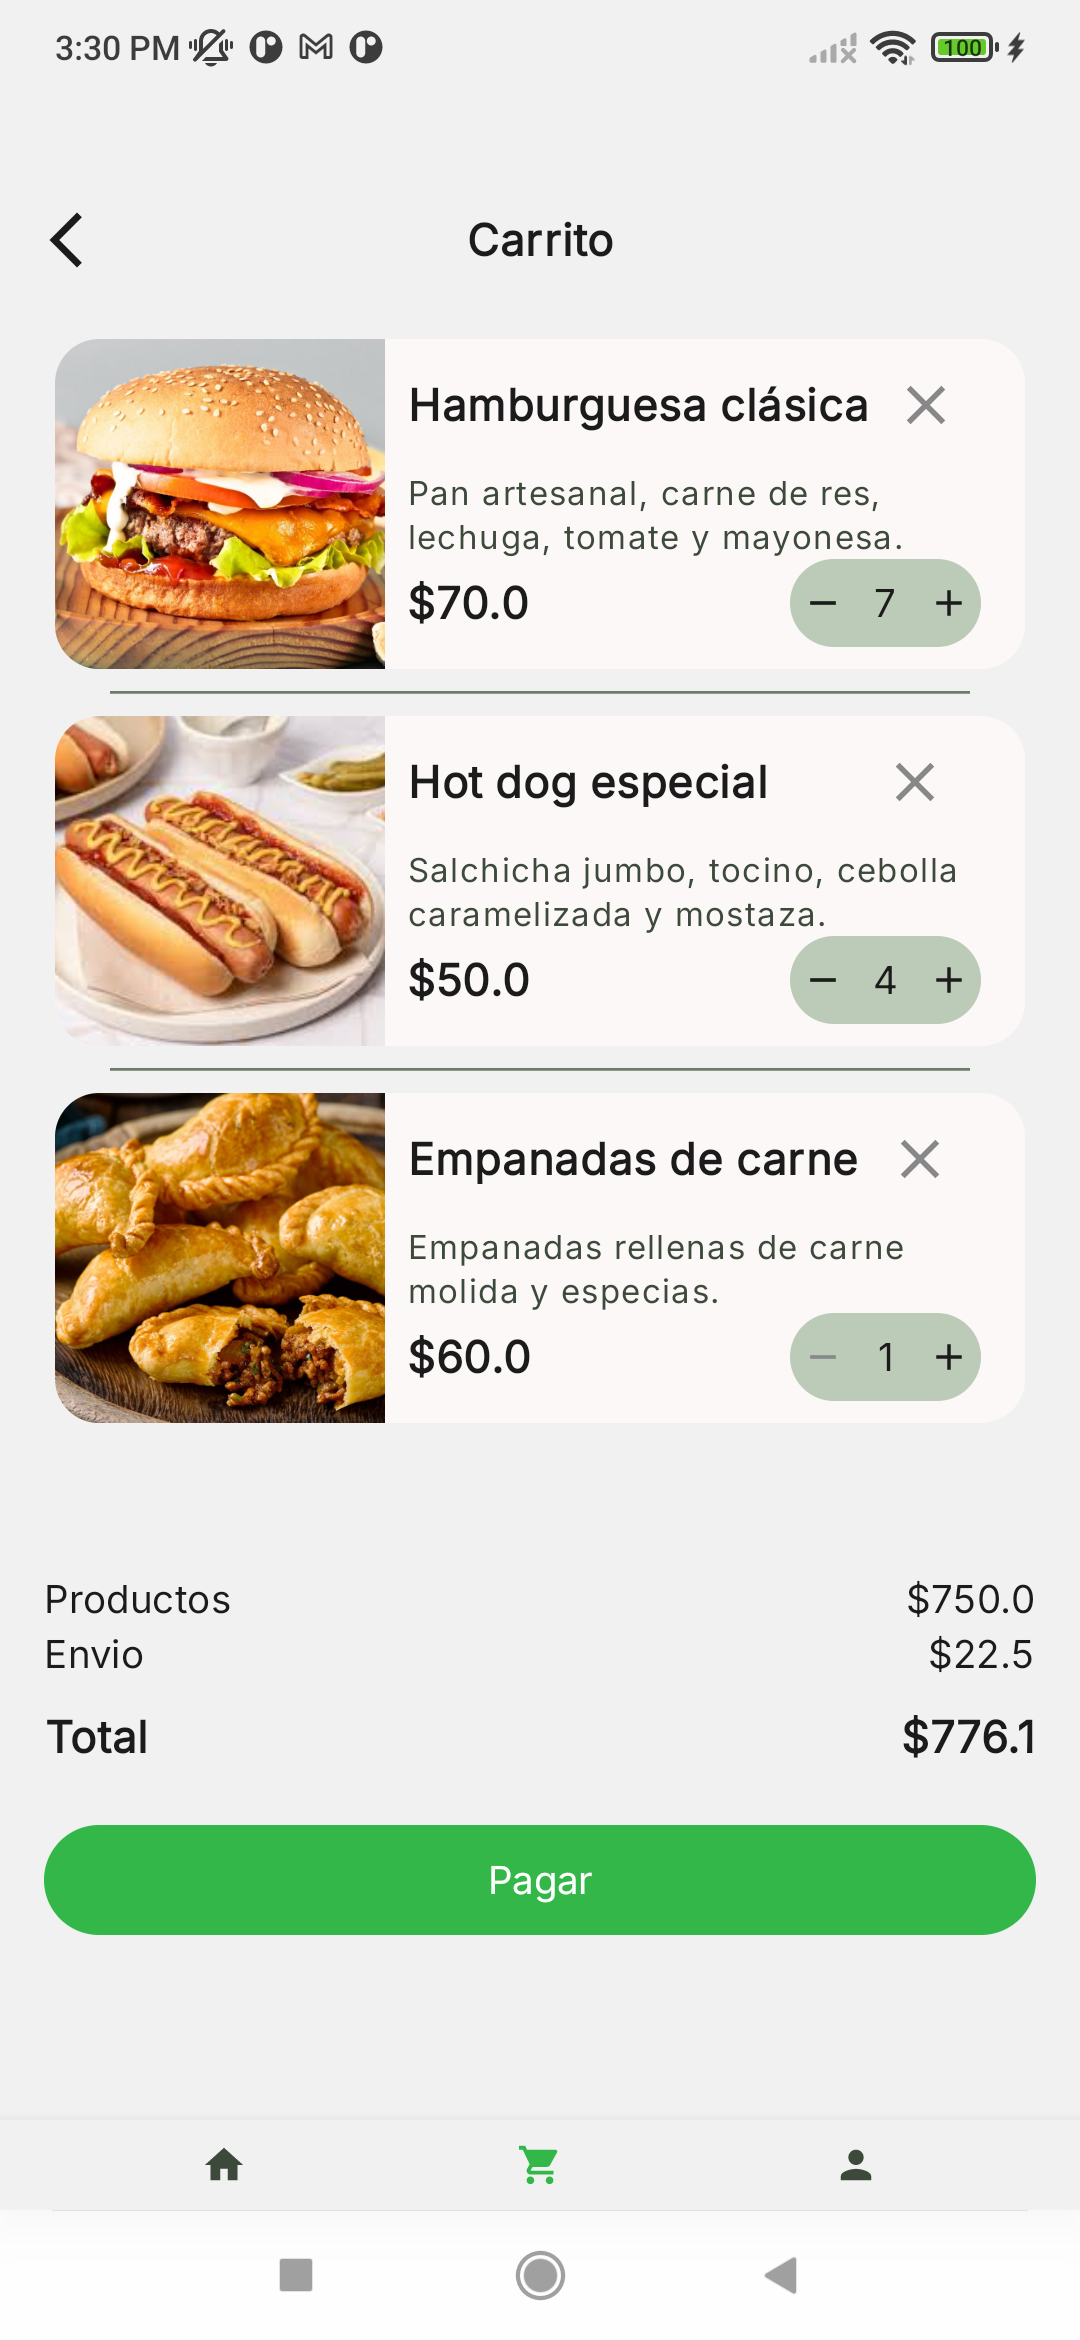 3:30 PM
100
Carrito
Hamburguesa clásica
Pan artesanal, carne de res,
lechuga, tomate y mayonesa.
$70.0
− 7 +
Hot dog especial
Salchicha jumbo, tocino, cebolla
caramelizada y mostaza.
$50.0
− 4 +
Empanadas de carne
Empanadas rellenas de carne
molida y especias.
$60.0
− 1 +
Productos $750.0
Envio $22.5
Total $776.1
Pagar